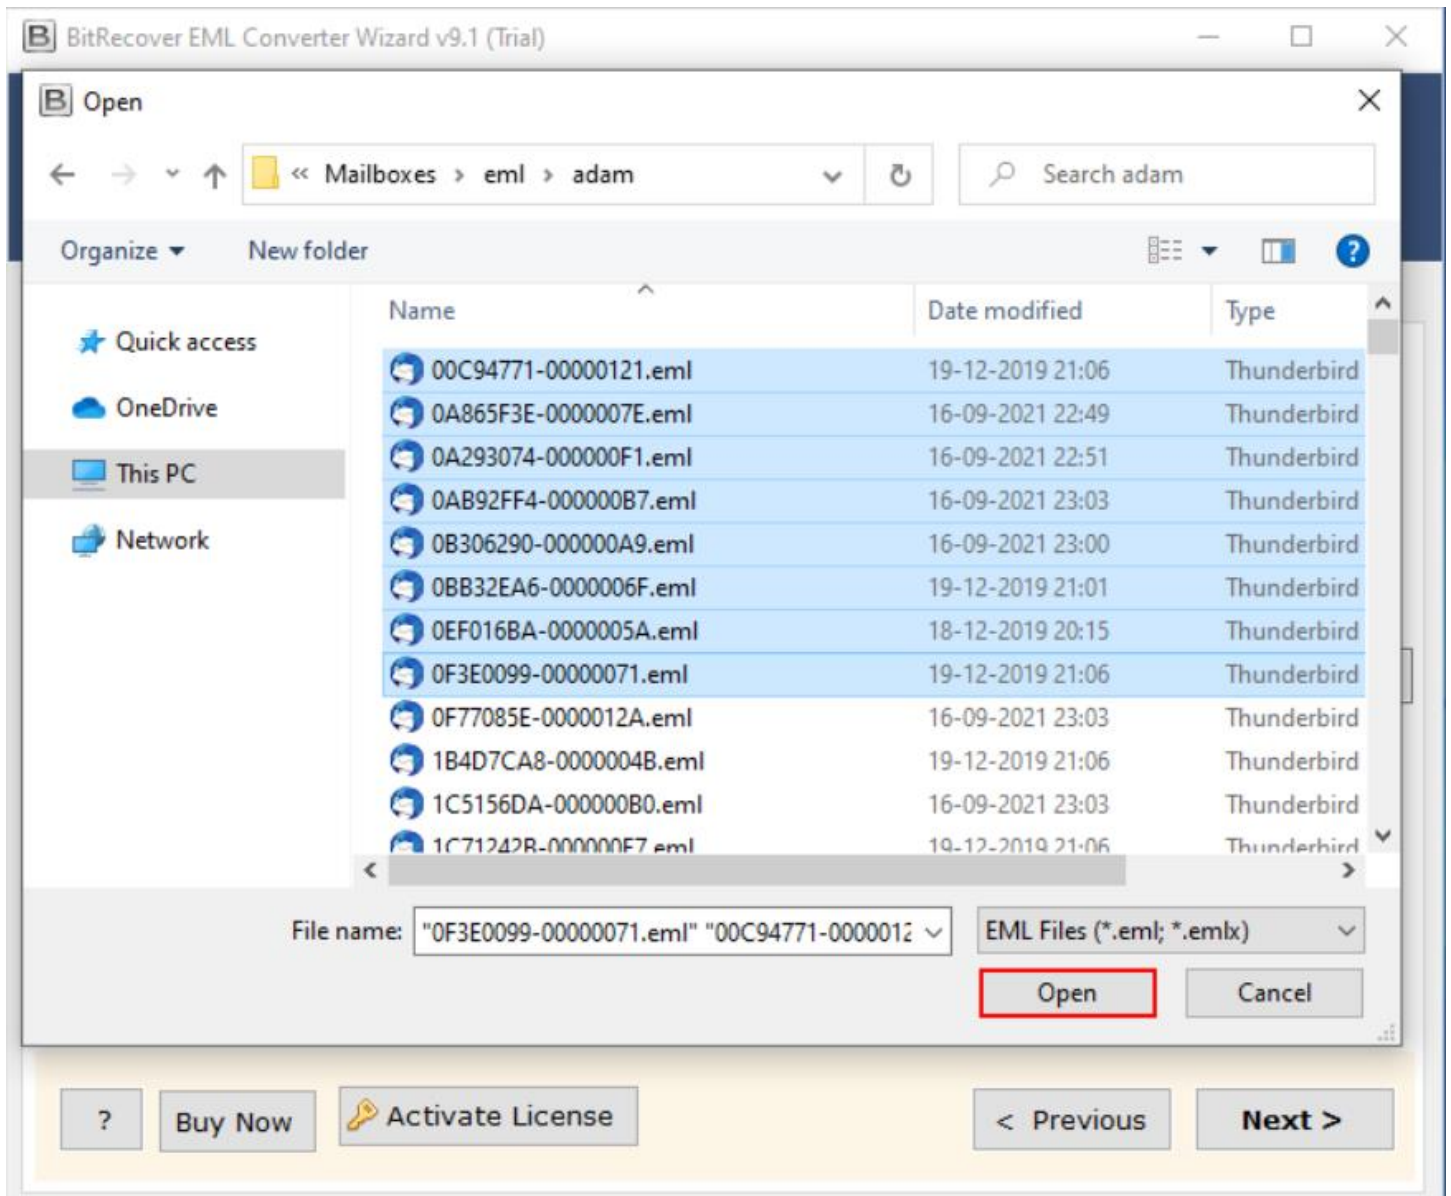 BitRecover EML Converter Wizard v9.1 (Trial)
Open
« Mailboxes > eml > adam
Search adam
Organize
New folder
Name Date modified Type
Quick access
OneDrive
This PC
Network
00C94771-00000121.eml 19-12-2019 21:06 Thunderbird
0A865F3E-0000007E.eml 16-09-2021 22:49 Thunderbird
0A293074-000000F1.eml 16-09-2021 22:51 Thunderbird
0AB92FF4-000000B7.eml 16-09-2021 23:03 Thunderbird
0B306290-000000A9.eml 16-09-2021 23:00 Thunderbird
0BB32EA6-0000006F.eml 19-12-2019 21:01 Thunderbird
0EF016BA-0000005A.eml 18-12-2019 20:15 Thunderbird
0F3E0099-00000071.eml 19-12-2019 21:06 Thunderbird
0F77085E-0000012A.eml 16-09-2021 23:03 Thunderbird
1B4D7CA8-0000004B.eml 19-12-2019 21:06 Thunderbird
1C5156DA-000000B0.eml 16-09-2021 23:03 Thunderbird
19-12-2019 21:06 Thunderbird
File name: "0F3E0099-00000071.eml" "00C94771-0000012
EML Files (*.eml; *.emlx)
Open
Cancel
?
Buy Now
Activate License
< Previous
Next >